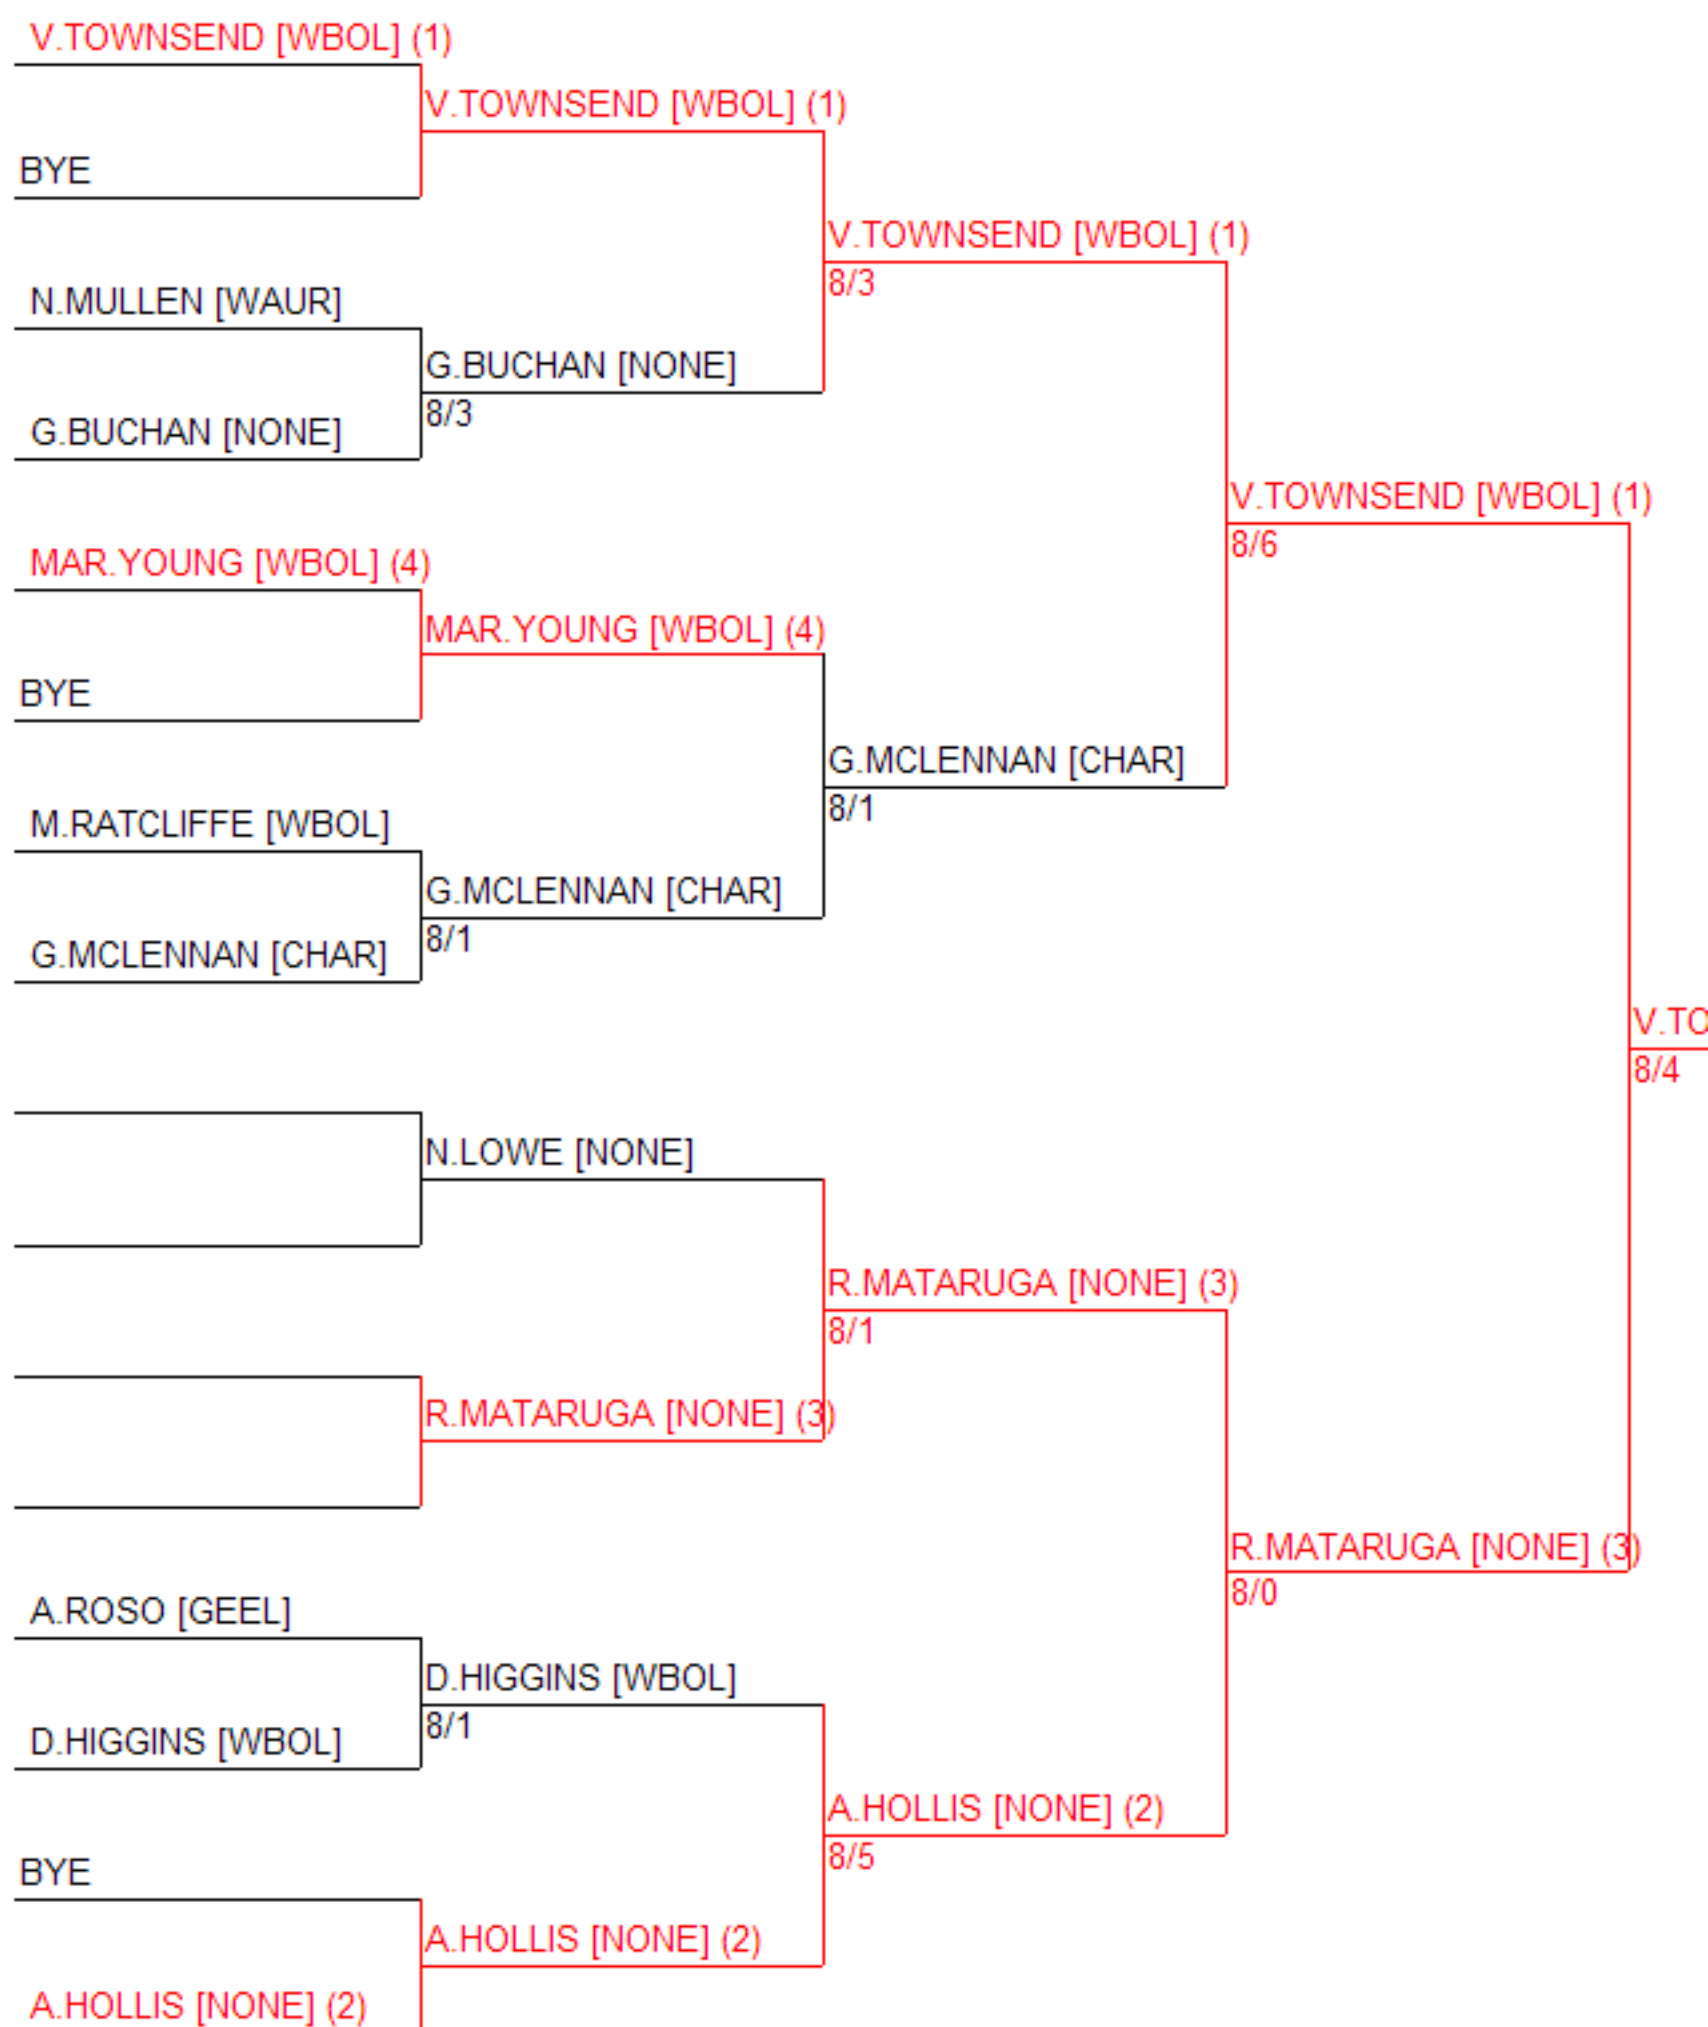 V.TOWNSEND [WBOL] (1)
V.TOWNSEND [WBOL] (1)
BYE
V.TOWNSEND [WBOL] (1)
8/3
N.MULLEN [WAUR]
G.BUCHAN [NONE]
8/3
G.BUCHAN [NONE]
V.TOWNSEND [WBOL] (1)
8/6
MAR.YOUNG [WBOL] (4)
MAR.YOUNG [WBOL] (4)
BYE
G.MCLENNAN [CHAR]
8/1
M.RATCLIFFE [WBOL]
G.MCLENNAN [CHAR]
8/1
G.MCLENNAN [CHAR]
V.TO
8/4
N.LOWE [NONE]
R.MATARUGA [NONE] (3)
8/1
R.MATARUGA [NONE] (3)
R.MATARUGA [NONE] (3)
8/0
A.ROSO [GEEL]
D.HIGGINS [WBOL]
8/1
D.HIGGINS [WBOL]
A.HOLLIS [NONE] (2)
8/5
BYE
A.HOLLIS [NONE] (2)
A.HOLLIS [NONE] (2)